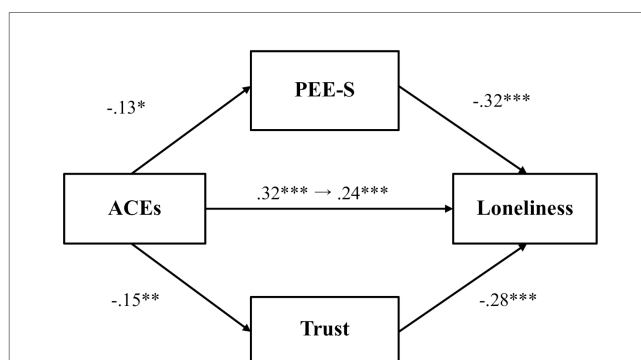 PEE-S
-.13*
-.32***
ACEs
.32*** → .24***
Loneliness
-.15**
-.28***
Trust